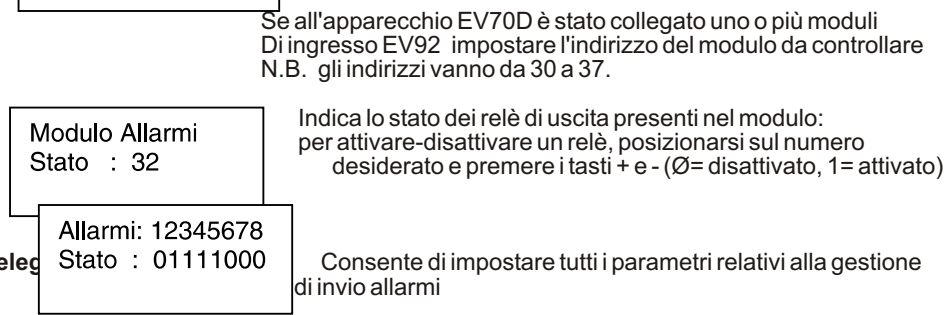 Se all'apparecchio EV70D è stato collegato uno o più moduli
Di ingresso EV92 impostare l'indirizzo del modulo da controllare
N.B. gli indirizzi vanno da 30 a 37.
Modulo Allarmi
Stato : 32
Indica lo stato dei relè di uscita presenti nel modulo:
per attivare-disattivare un relè, posizionarsi sul numero
desiderato e premere i tasti + e - (Ø= disattivato, 1= attivato)
Allarmi: 12345678
Stato : 01111000
Consente di impostare tutti i parametri relativi alla gestione
di invio allarmi